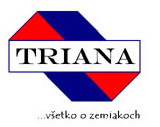 TRIANA
...všetko o zemiakoch